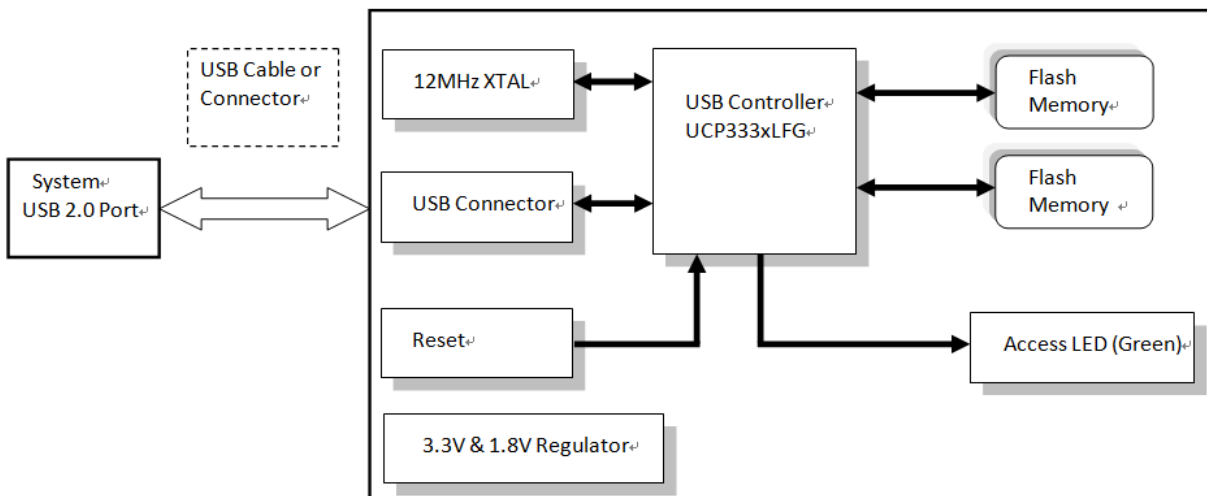 USB Cable or
Connector
System
USB 2.0 Port
12MHz XTAL
USB Connector
Reset
3.3V & 1.8V Regulator
USB Controller
UCP333xLFG
Flash
Memory
Flash
Memory
Access LED (Green)